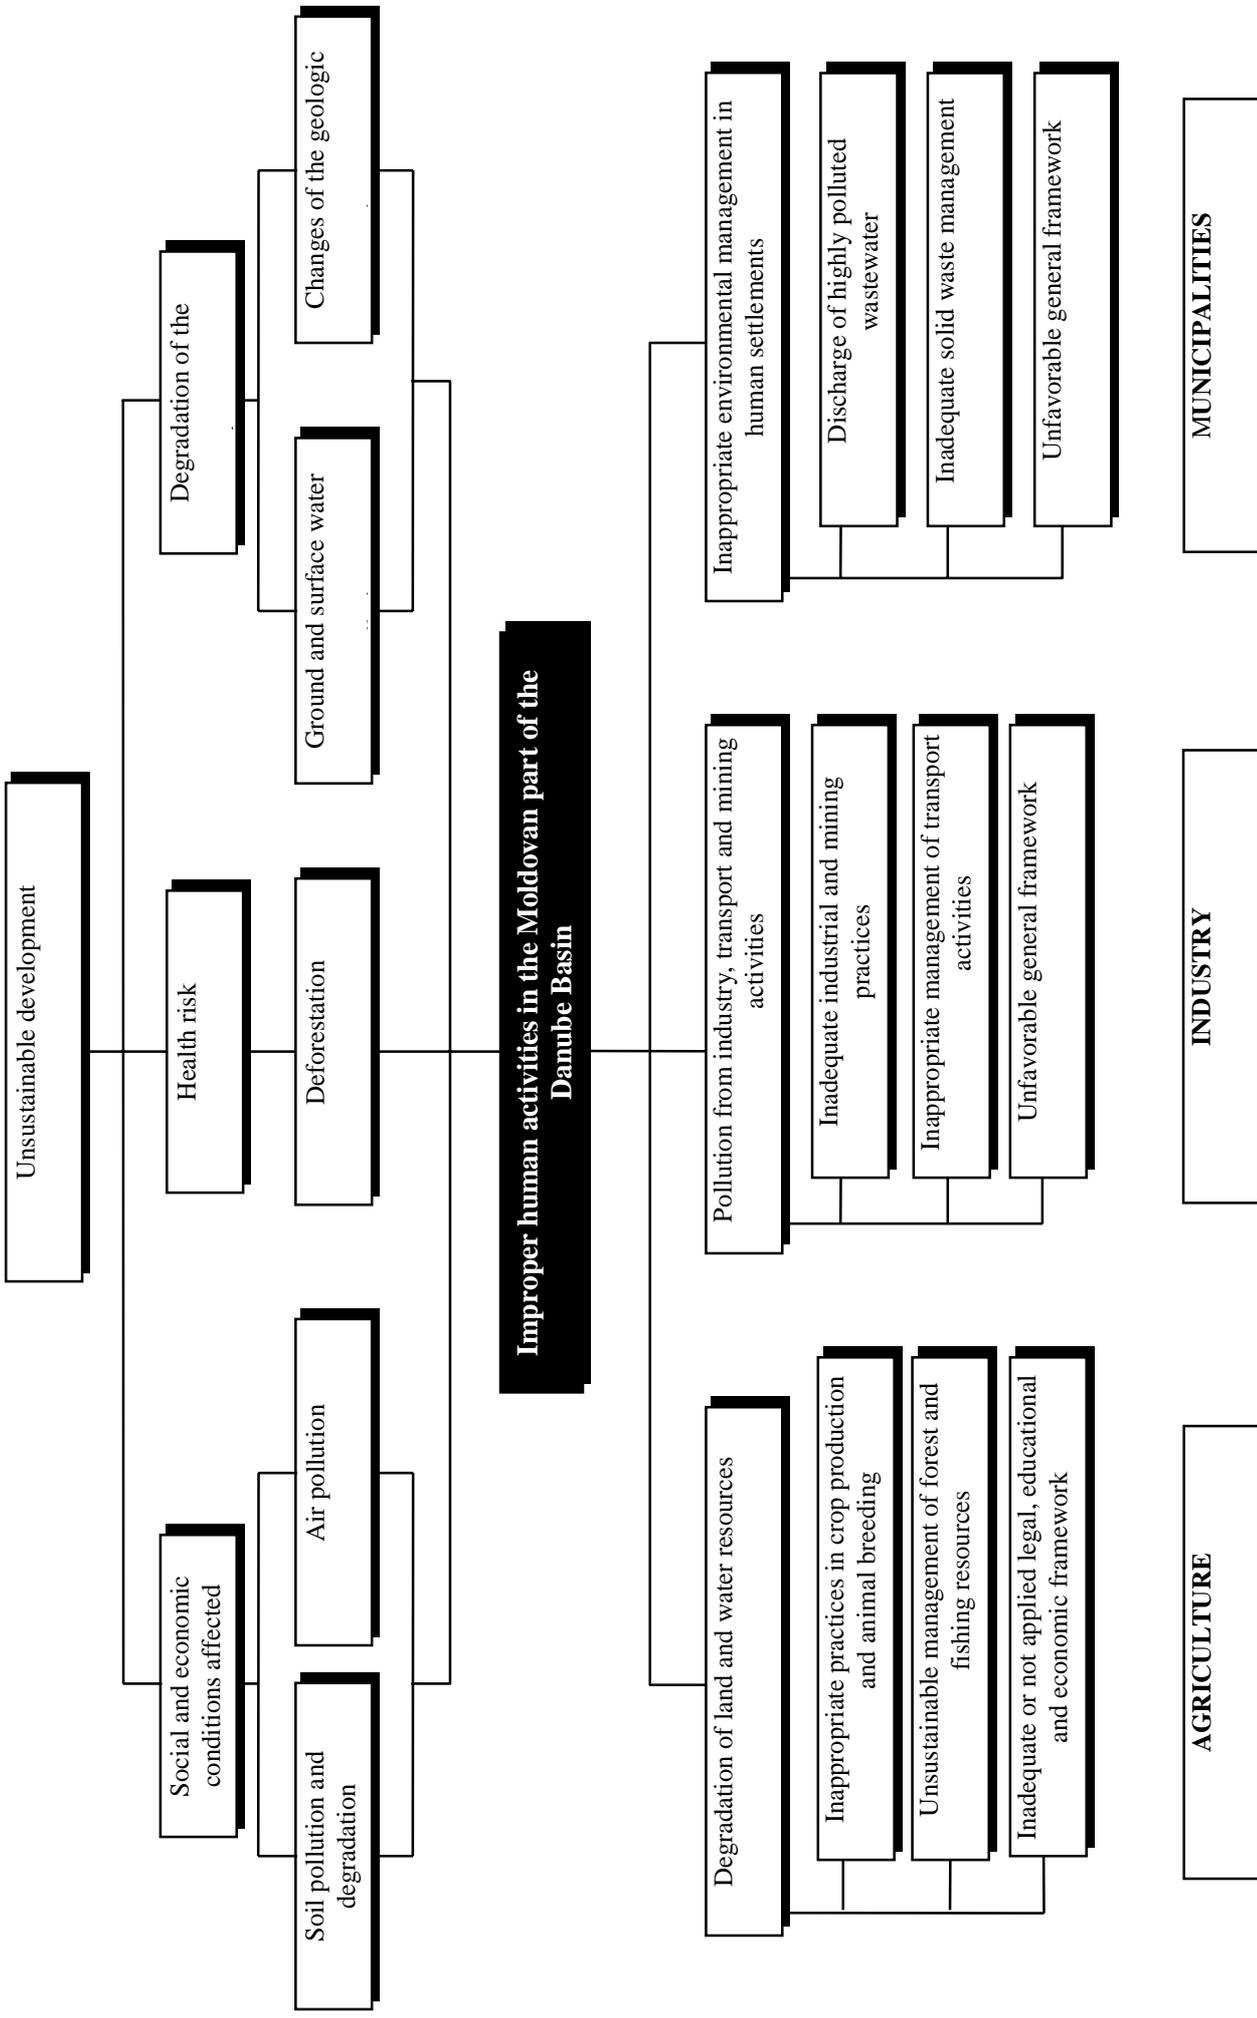 Unsustainable development
Social and economic
conditions affected
Health risk
Degradation of the
Soil pollution and
degradation
Air pollution
Deforestation
Ground and surface water
Changes of the geologic
Improper human activities in the Moldovan part of the
Danube Basin
Degradation of land and water resources
Inappropriate practices in crop production
and animal breeding
Unsustainable management of forest and
fishing resources
Inadequate or not applied legal, educational
and economic framework
AGRICULTURE
Pollution from industry, transport and mining
activities
Inadequate industrial and mining
practices
Inappropriate management of transport
activities
Unfavorable general framework
INDUSTRY
Inappropriate environmental management in
human settlements
Discharge of highly polluted
wastewater
Inadequate solid waste management
Unfavorable general framework
MUNICIPALITIES